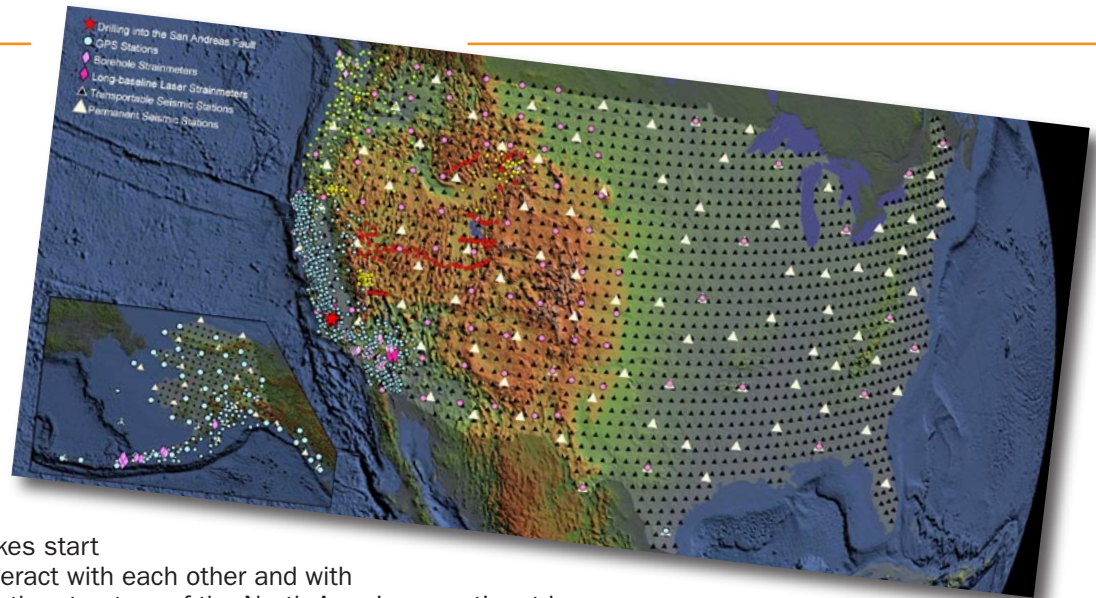 Drilling into the San Andreas Fault
GPS Stations
Borehole Strainmeters
Long-baseline Laser Strainmeters
Transportable Seismic Stations
Permanent Seismic Stations
kes start
eract with each other and with